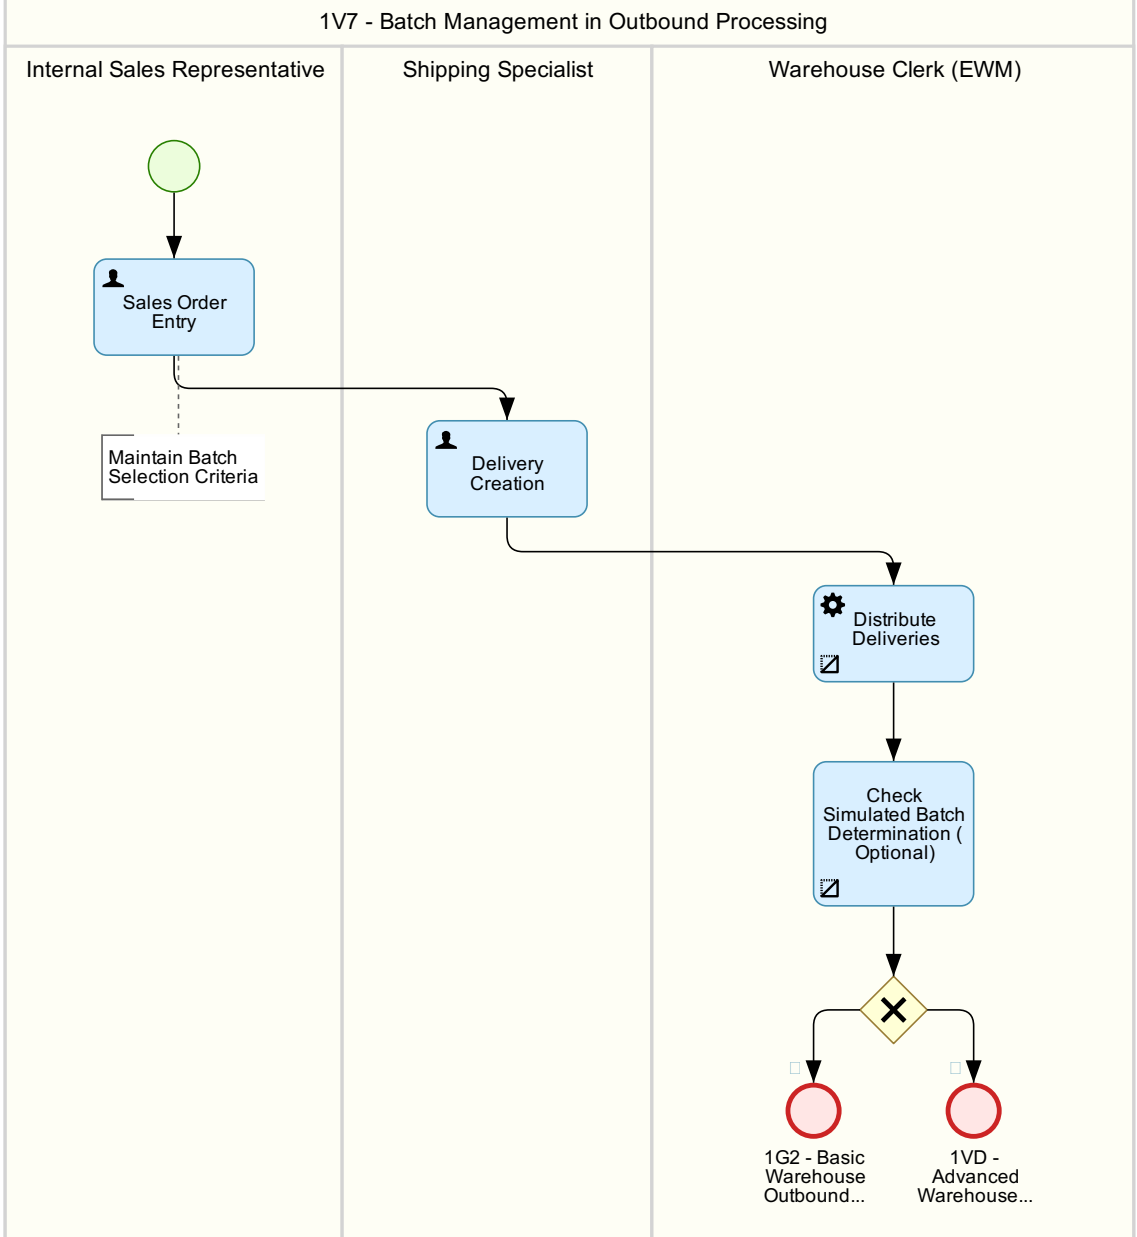 1V7 - Batch Management in Outbound Processing
Internal Sales Representative
Shipping Specialist
Warehouse Clerk (EWM)
Sales Order
Entry
Maintain Batch
Selection Criteria
Delivery
Creation
Distribute
Deliveries
Check
Simulated Batch
Determination (
Optional)
1G2 - Basic
Warehouse
Outbound...
1VD -
Advanced
Warehouse...